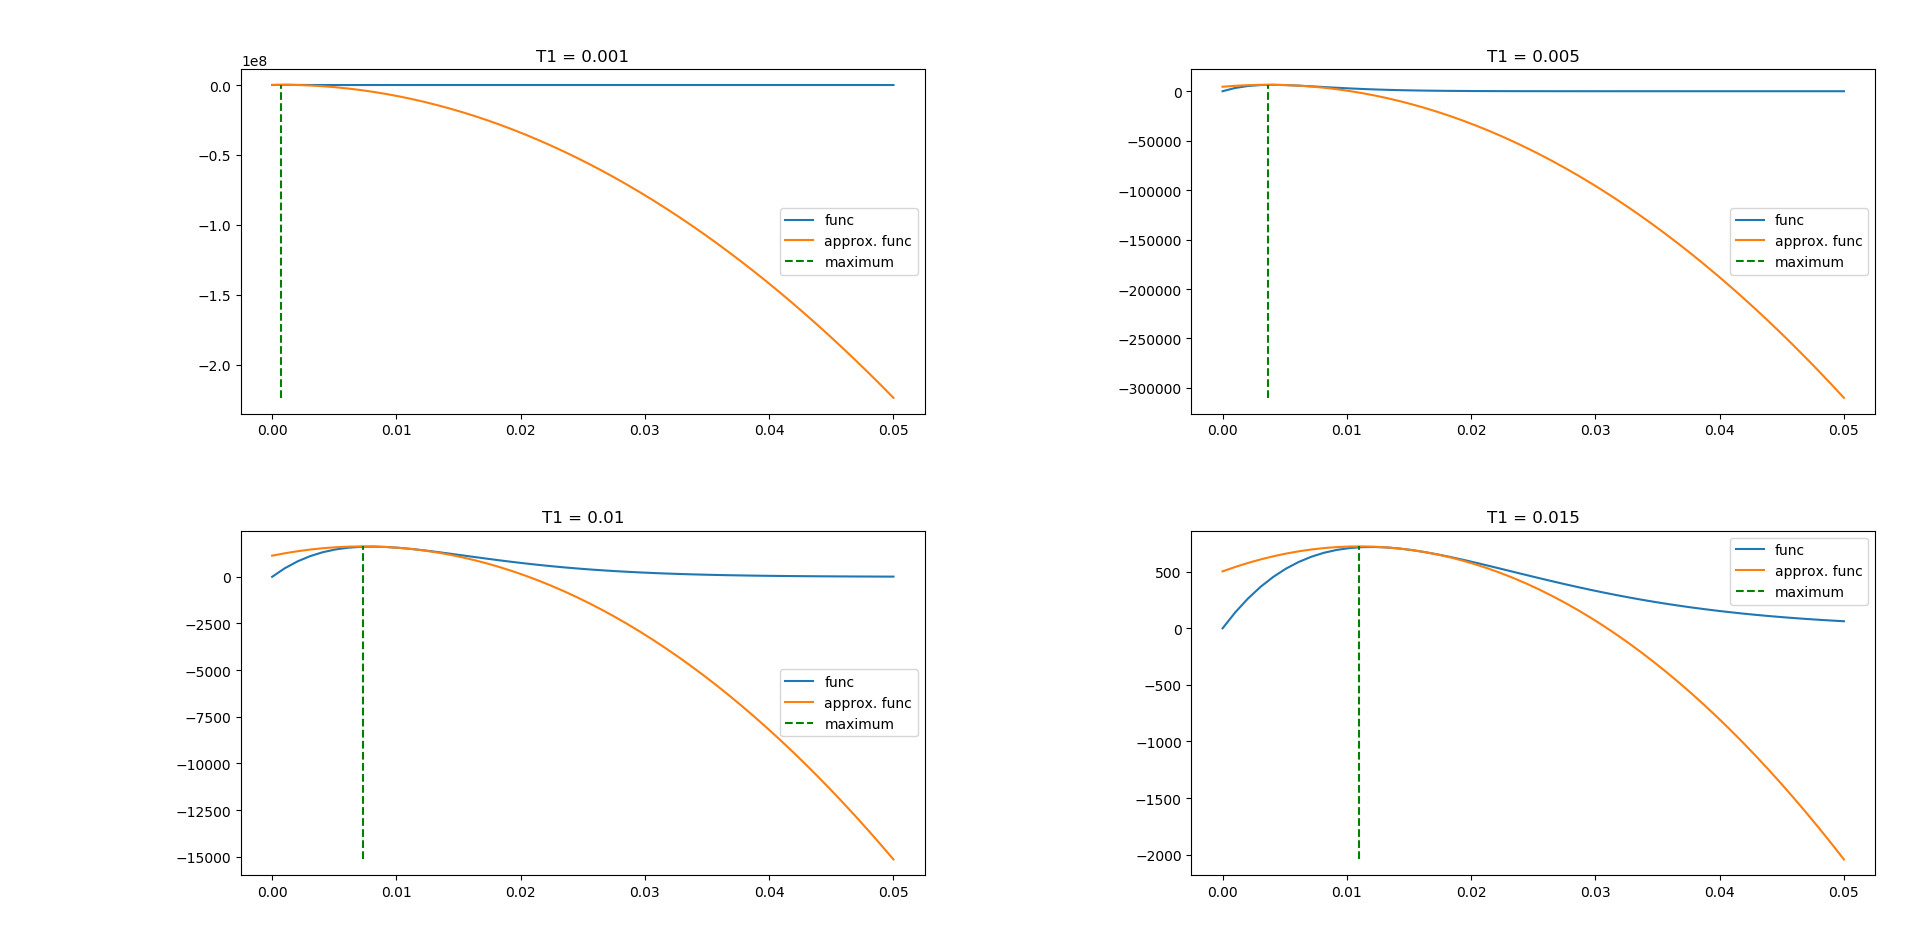 T1 = 0.001
1e8
0.0
−0.5
−1.0
−1.5
−2.0
0.00 0.01 0.02 0.03 0.04 0.05
func
approx. func
maximum
T1 = 0.005
0
−50000
−100000
−150000
−200000
−250000
−300000
0.00 0.01 0.02 0.03 0.04 0.05
func
approx. func
maximum
T1 = 0.01
0
−2500
−5000
−7500
−10000
−12500
−15000
0.00 0.01 0.02 0.03 0.04 0.05
func
approx. func
maximum
T1 = 0.015
500
0
−500
−1000
−1500
−2000
0.00 0.01 0.02 0.03 0.04 0.05
func
approx. func
maximum